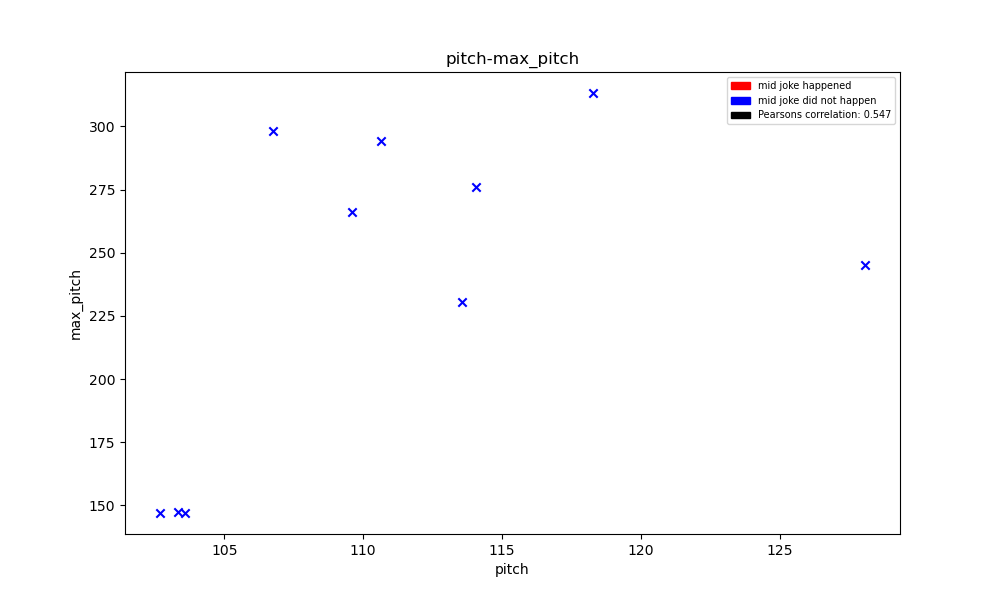 pitch-max_pitch
mid joke happened
mid joke did not happen
Pearsons correlation: 0.547
300
275
250
225
200
175
150
max_pitch
105 110 115 120 125
pitch